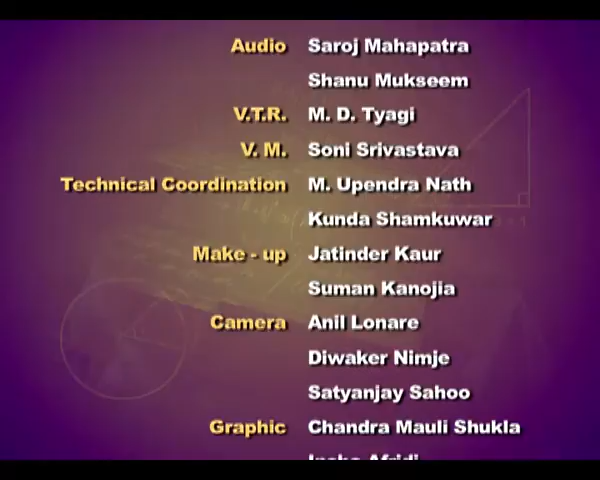 Audio Saroj Mahapatra
Shanu Mukseem
V.T.R. M. D. Tyagi
V. M. Soni Srivastava
Technical Coordination M. Upendra Nath
Kunda Shamkuwar
Make - up Jatinder Kaur
Suman Kanojia
Camera Anil Lonare
Diwaker Nimje
Satyanjay Sahoo
Graphic Chandra Mauli Shukla